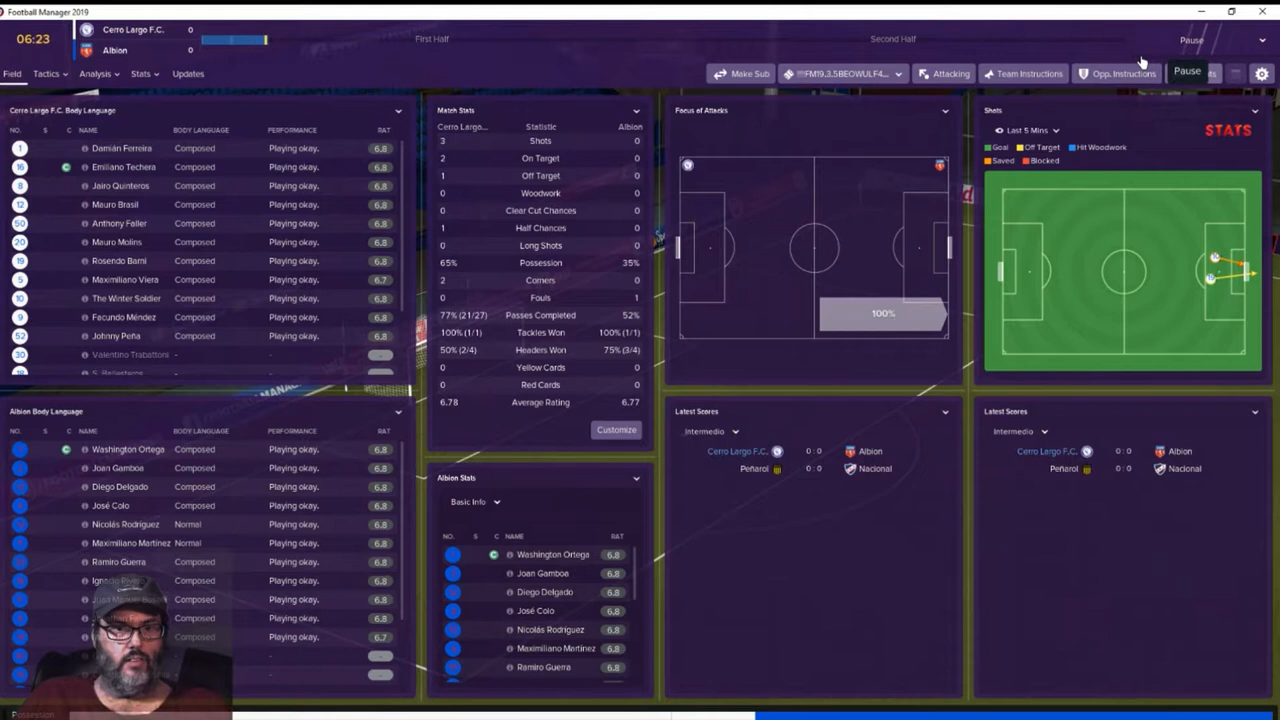 Football Manager 2019
06:23
Cerro Largo F.C. 0
Albion 0
First Half
Second Half
Pause
Field
Tactics
Analysis
Stats
Updates
Make Sub
!!!FM19.3.5BEOWULF4...
Attacking
Team Instructions
Opp. Instructions
Pause
Cerro Largo F.C. Body Language
NO. S C NAME BODY LANGUAGE PERFORMANCE RAT
1 Damián Ferreira Composed Playing okay. 6.8
16 C Emiliano Techera Composed Playing okay. 6.8
8 Jairo Quinteros Composed Playing okay. 6.8
12 Mauro Brasil Composed Playing okay. 6.8
50 Anthony Faller Composed Playing okay. 6.8
20 Mauro Molins Composed Playing okay. 6.8
19 Rosendo Barni Composed Playing okay. 6.8
5 Maximiliano Viera Composed Playing okay. 6.7
10 The Winter Soldier Composed Playing okay. 6.8
9 Facundo Méndez Composed Playing okay. 6.8
52 Johnny Peña Composed Playing okay. 6.8
30 Valentino Trabattoni - - -
S. Ballesteros
Match Stats
Cerro Largo... Statistic Albion
3 Shots 0
2 On Target 0
1 Off Target 0
0 Woodwork 0
0 Clear Cut Chances 0
1 Half Chances 0
0 Long Shots 0
65% Possession 35%
2 Corners 0
0 Fouls 1
77% (21/27) Passes Completed 52%
100% (1/1) Tackles Won 100% (1/1)
50% (2/4) Headers Won 75% (3/4)
0 Yellow Cards 0
0 Red Cards 0
6.78 Average Rating 6.77
Customize
Focus of Attacks
100%
Shots
Last 5 Mins
STATS
Goal Off Target Hit Woodwork
Saved Blocked
Albion Body Language
NO. S C NAME BODY LANGUAGE PERFORMANCE RAT
C Washington Ortega Composed Playing okay. 6.8
Joan Gamboa Composed Playing okay. 6.8
Diego Delgado Composed Playing okay. 6.8
José Colo Composed Playing okay. 6.8
Nicolás Rodríguez Normal Playing okay. 6.8
Maximiliano Martínez Normal Playing okay. 6.8
Ramiro Guerra Composed Playing okay. 6.8
Composed Playing okay. 6.8
Composed Playing okay. 6.8
Composed Playing okay. 6.8
Composed Playing okay. 6.7
Albion Stats
Basic Info
NO. S C NAME RAT
C Washington Ortega 6.8
Joan Gamboa 6.8
Diego Delgado 6.8
José Colo 6.8
Nicolás Rodríguez 6.8
Maximiliano Martínez 6.8
Ramiro Guerra 6.8
Latest Scores
Intermedio
Cerro Largo F.C. 0 : 0 Albion
Peñarol 0 : 0 Nacional
Latest Scores
Intermedio
Cerro Largo F.C. 0 : 0 Albion
Peñarol 0 : 0 Nacional
Possession